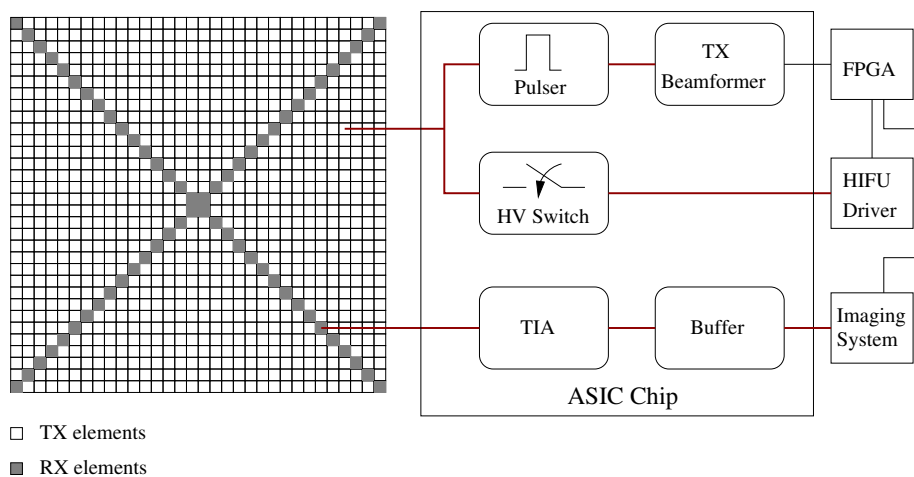 Pulser
TX
Beamformer
FPGA
HV Switch
HIFU
Driver
TIA
Buffer
Imaging
System
ASIC Chip
TX elements
RX elements